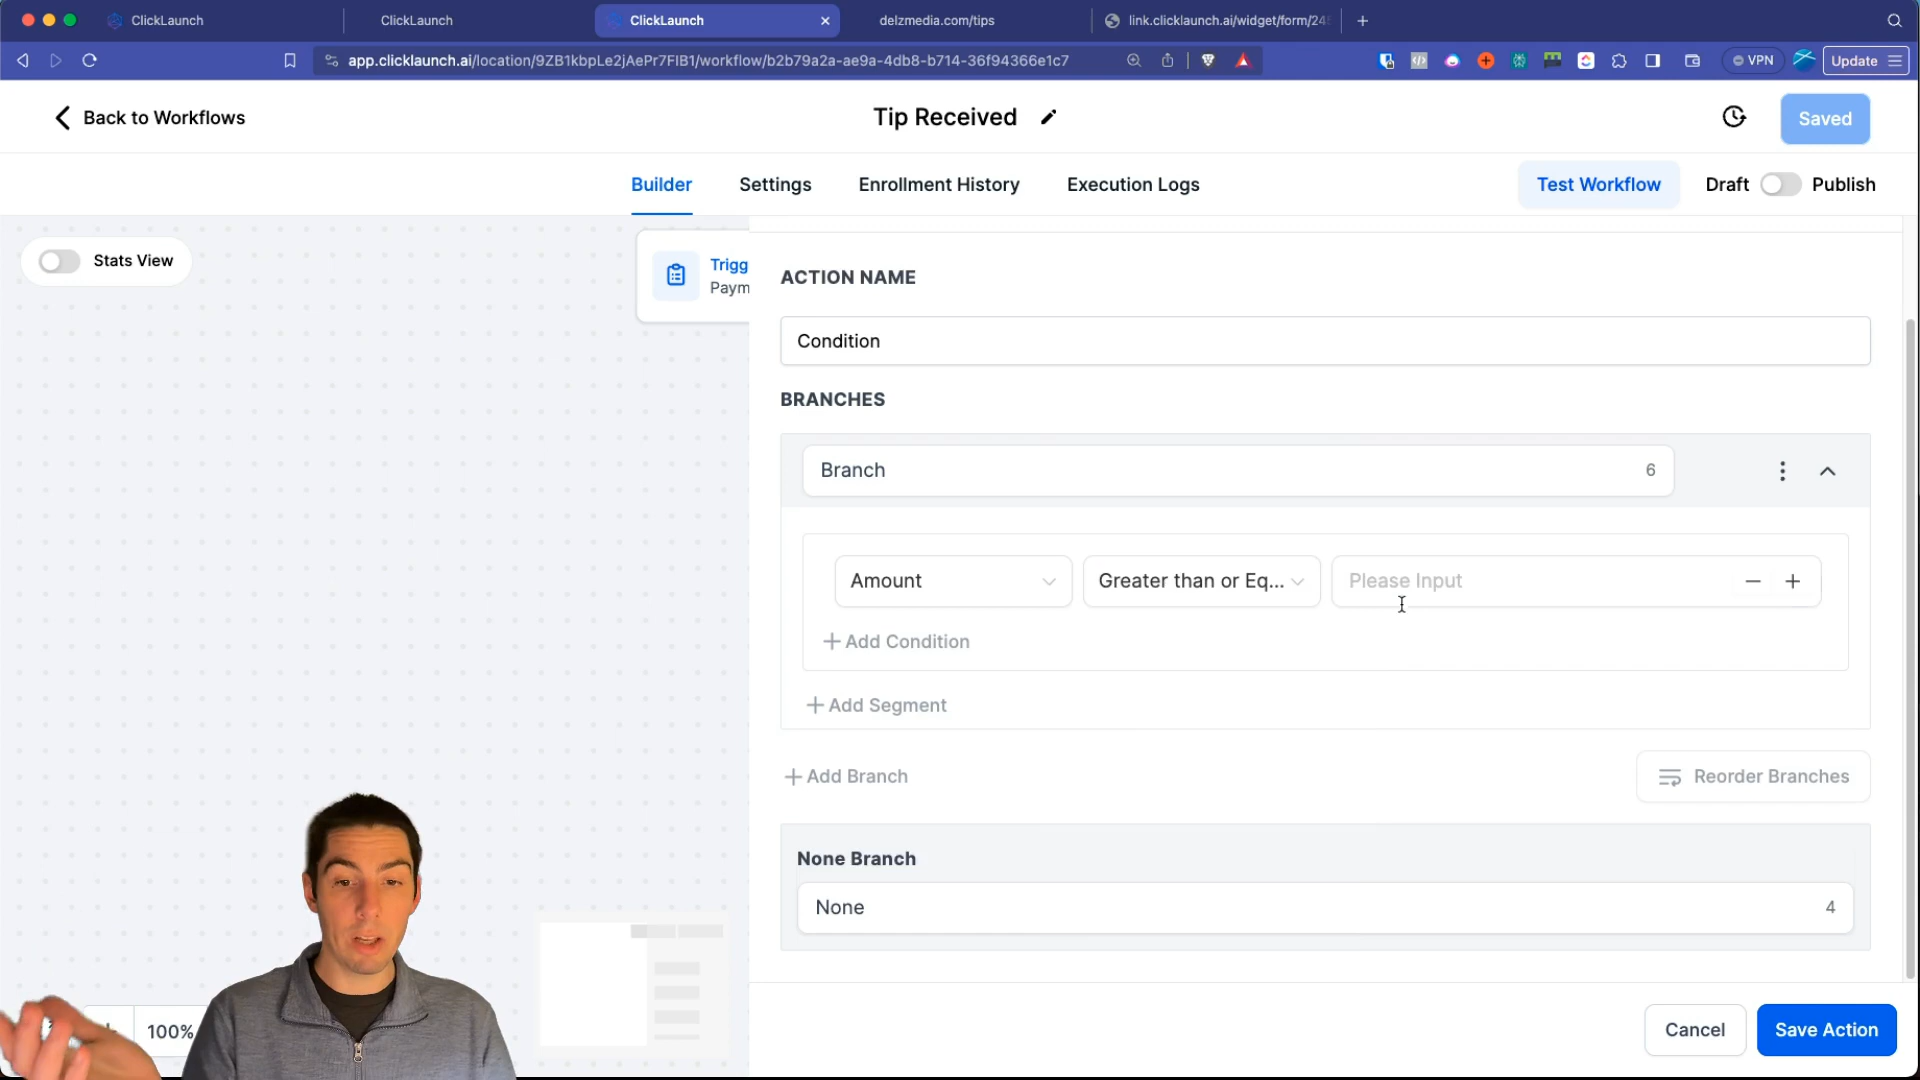 ClickLaunch
ClickLaunch
ClickLaunch
delzmedia.com/tips
link.clicklaunch.ai/widget/form/24
app.clicklaunch.ai/location/9ZB1kbpLe2jAePr7FIB1/workflow/b2b79a2a-ae9a-4db8-b714-36f94366e1c7
VPN
Update
Back to Workflows
Tip Received
Saved
Builder
Settings
Enrollment History
Execution Logs
Test Workflow
Draft
Publish
Stats View
Trigg
Paym
ACTION NAME
Condition
BRANCHES
Branch
6
Amount
Greater than or Eq...
Please Input
Add Condition
Add Segment
Add Branch
Reorder Branches
None Branch
None
4
100%
Cancel
Save Action